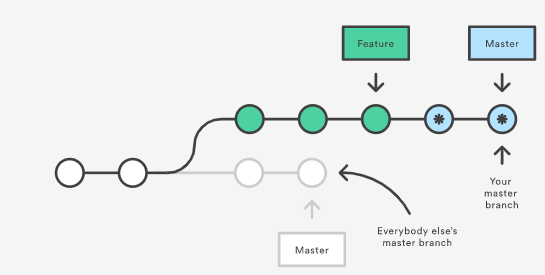 Feature
Master
Your
master
branch
Everybody else's
master branch
Master